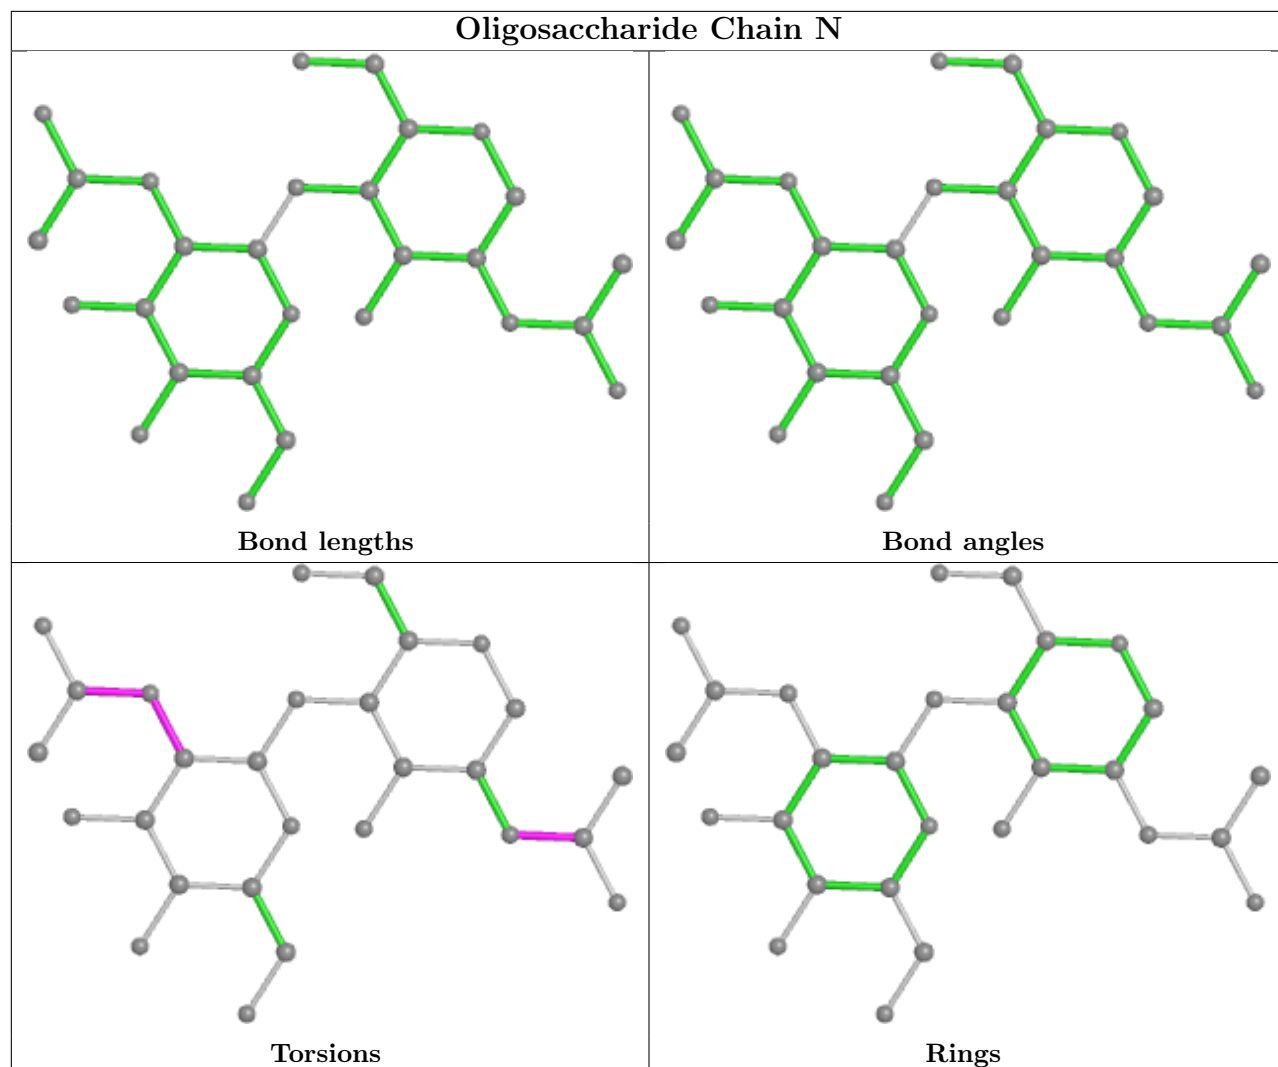 Oligosaccharide Chain N
Bond lengths
Bond angles
Torsions
Rings